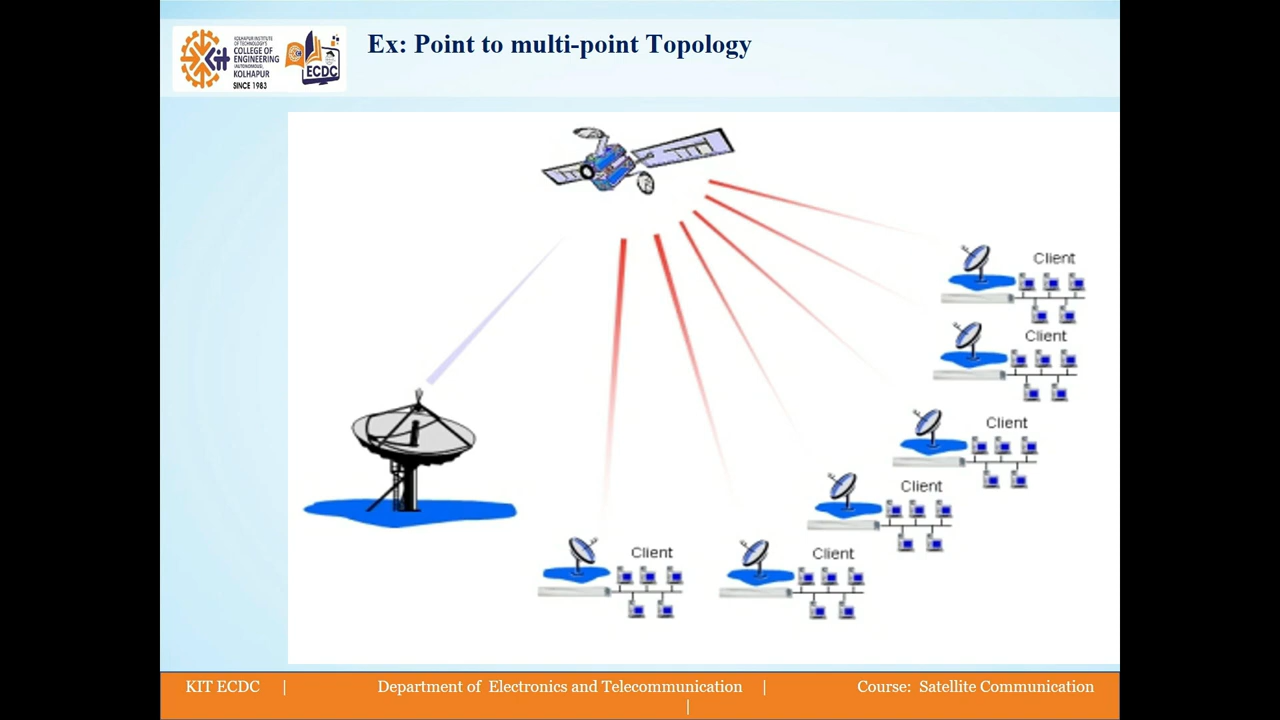 KOLHAPUR INSTITUTE
OF TECHNOLOGY'S
COLLEGE OF
ENGINEERING
(AUTONOMOUS)
KOLHAPUR
SINCE 1983
Kit
ECDC
Ex: Point to multi-point Topology
Client
Client
Client
Client
Client
Client
KIT ECDC | Department of Electronics and Telecommunication | Course: Satellite Communication
|